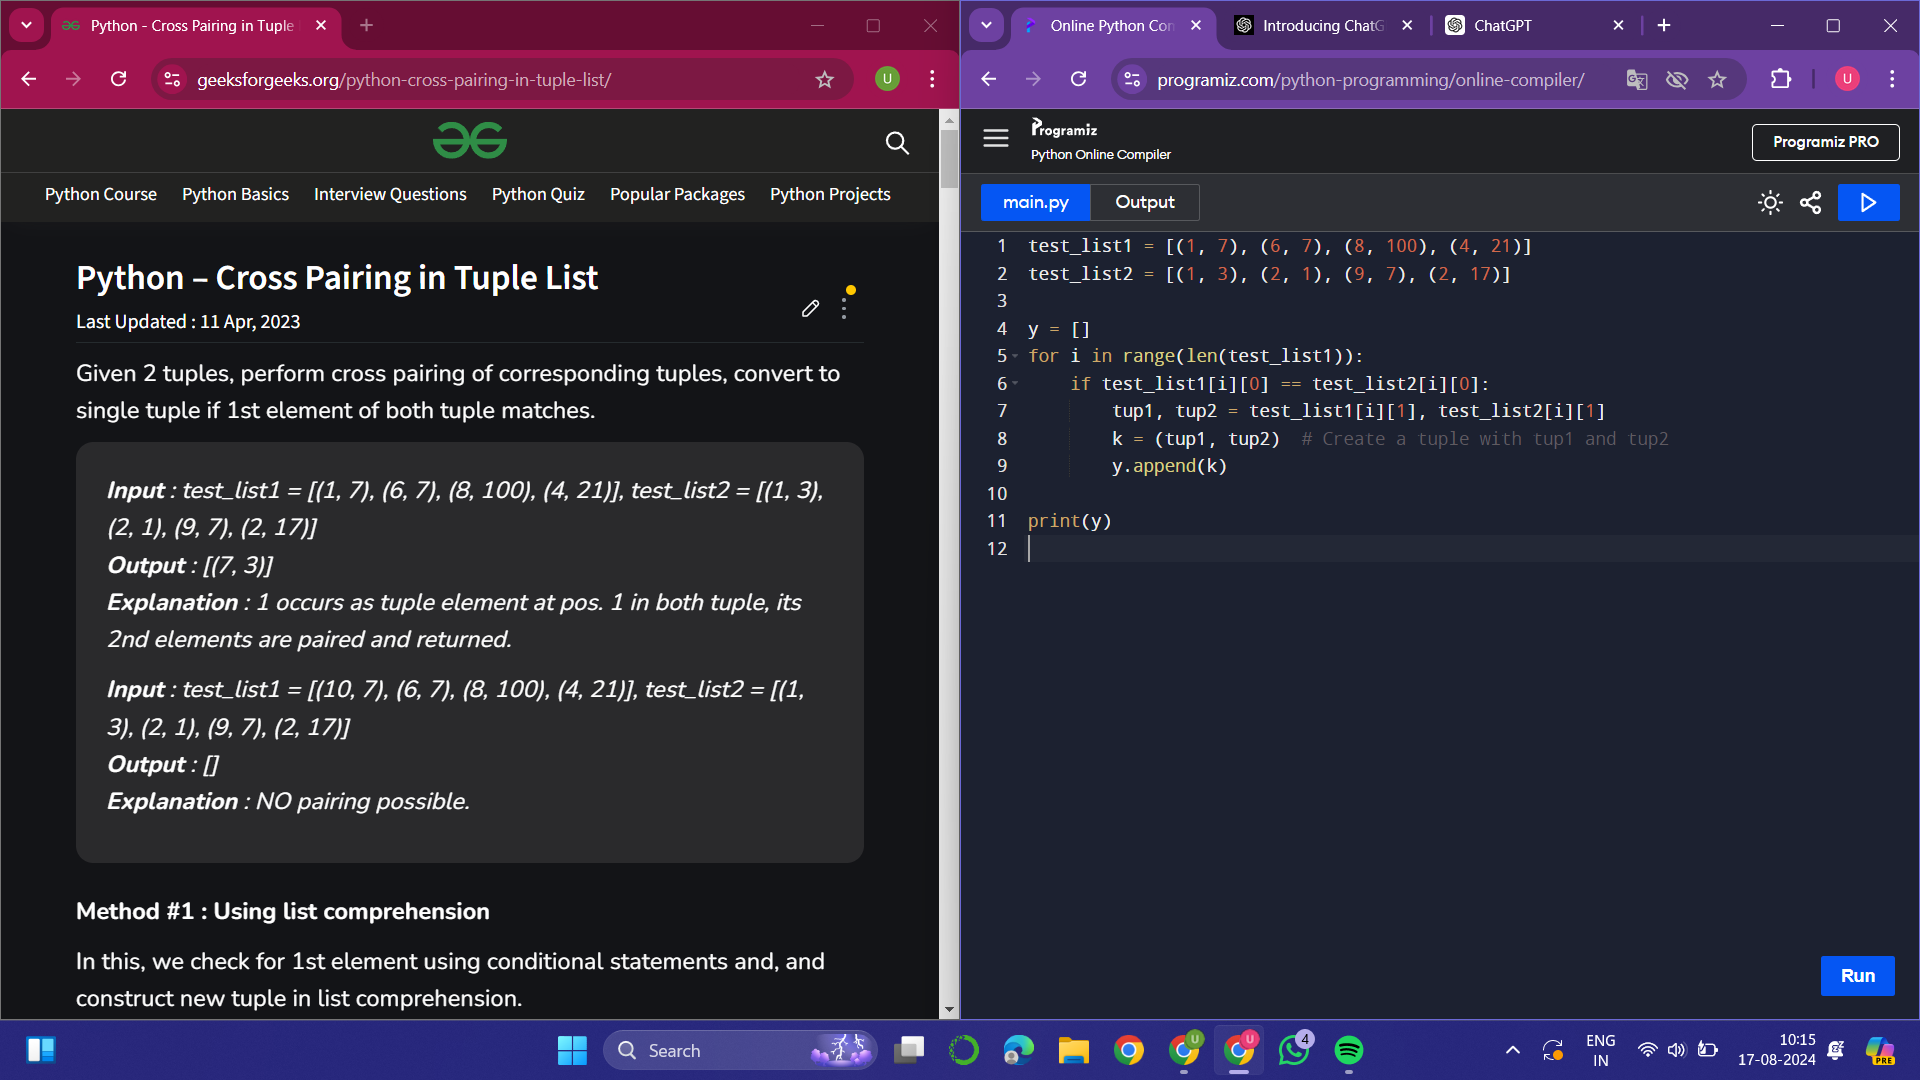 Python - Cross Pairing in Tuple
geeksforgeeks.org/python-cross-pairing-in-tuple-list/
U
Python Course Python Basics Interview Questions Python Quiz Popular Packages Python Projects
Python – Cross Pairing in Tuple List
Last Updated : 11 Apr, 2023
Given 2 tuples, perform cross pairing of corresponding tuples, convert to
single tuple if 1st element of both tuple matches.
Input : test_list1 = [(1, 7), (6, 7), (8, 100), (4, 21)], test_list2 = [(1, 3),
(2, 1), (9, 7), (2, 17)]
Output : [(7, 3)]
Explanation : 1 occurs as tuple element at pos. 1 in both tuple, its
2nd elements are paired and returned.
Input : test_list1 = [(10, 7), (6, 7), (8, 100), (4, 21)], test_list2 = [(1,
3), (2, 1), (9, 7), (2, 17)]
Output : []
Explanation : NO pairing possible.
Method #1 : Using list comprehension
In this, we check for 1st element using conditional statements and, and
construct new tuple in list comprehension.
Online Python Con Introducing ChatG ChatGPT
programiz.com/python-programming/online-compiler/
U
Programiz
Python Online Compiler
Programiz PRO
main.py Output
1 test_list1 = [(1, 7), (6, 7), (8, 100), (4, 21)]
2 test_list2 = [(1, 3), (2, 1), (9, 7), (2, 17)]
3
4 y = []
5 for i in range(len(test_list1)):
6     if test_list1[i][0] == test_list2[i][0]:
7         tup1, tup2 = test_list1[i][1], test_list2[i][1]
8         k = (tup1, tup2)  # Create a tuple with tup1 and tup2
9         y.append(k)
10
11 print(y)
12
Run
Search
U
U
4
ENG
IN
10:15
17-08-2024
PRE